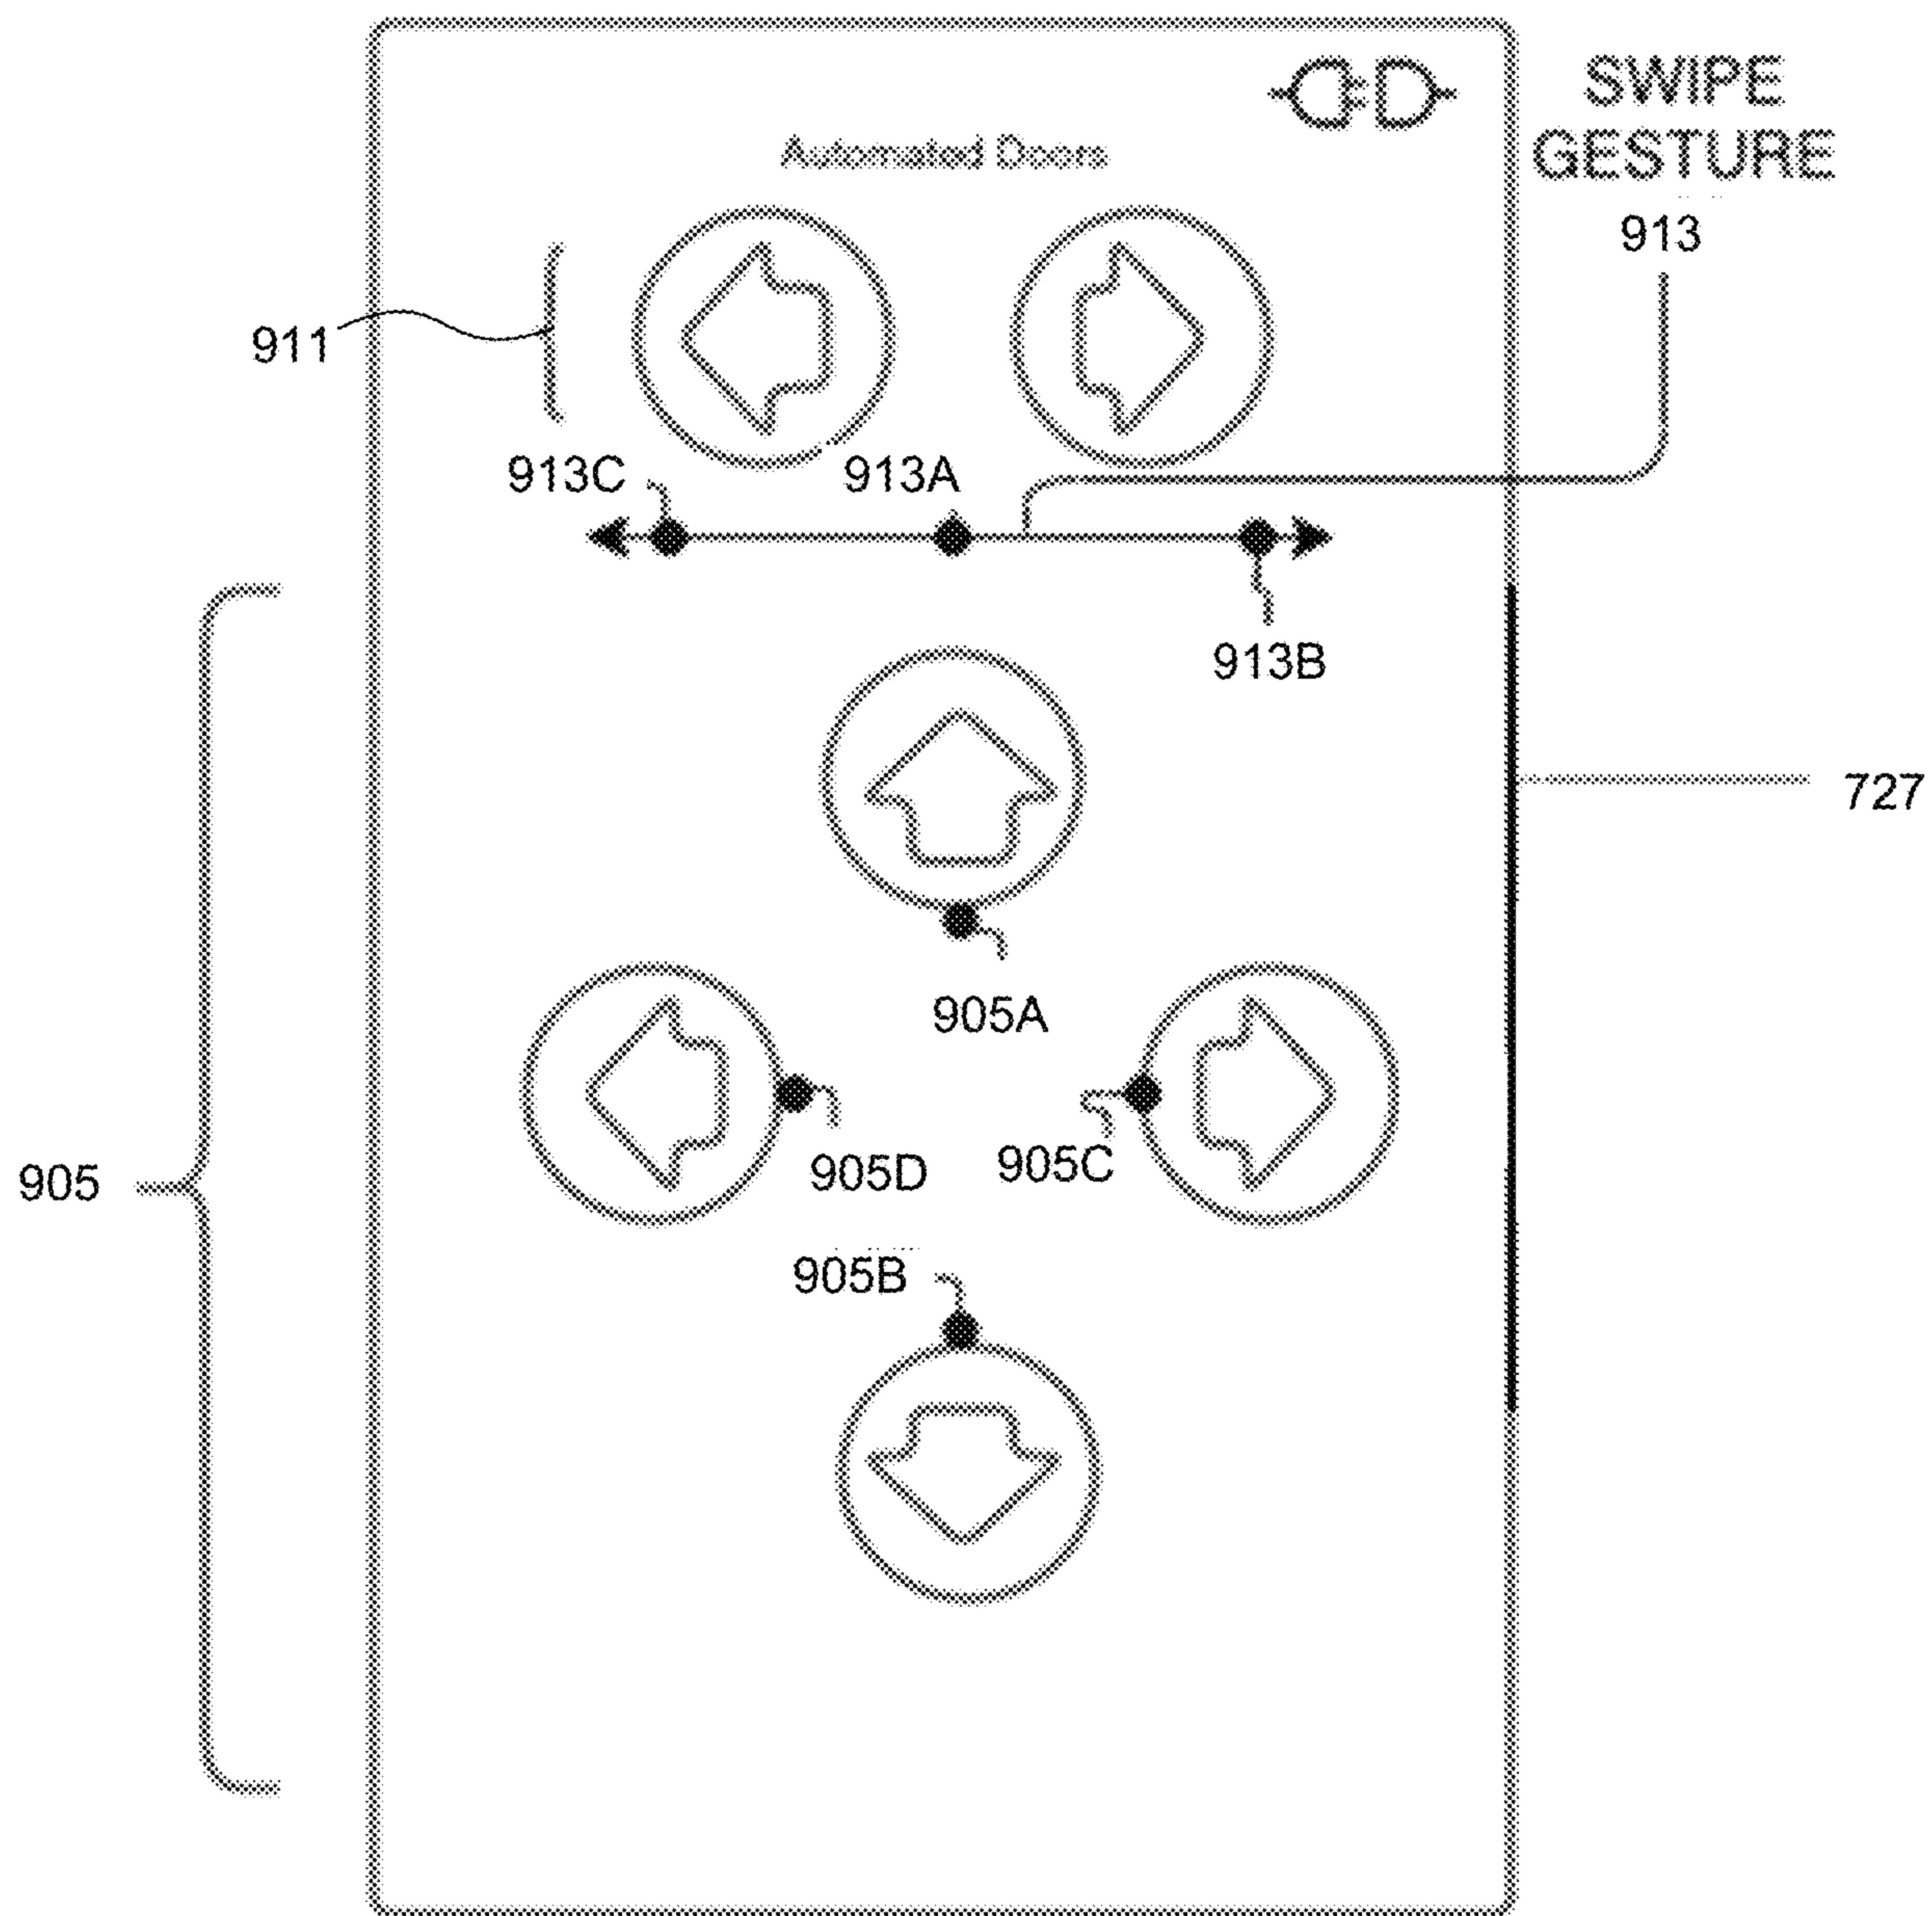 SWIPE
GESTURE
Automated Doors
913
911
913C
913A
913B
727
905A
905D
905C
905
905B